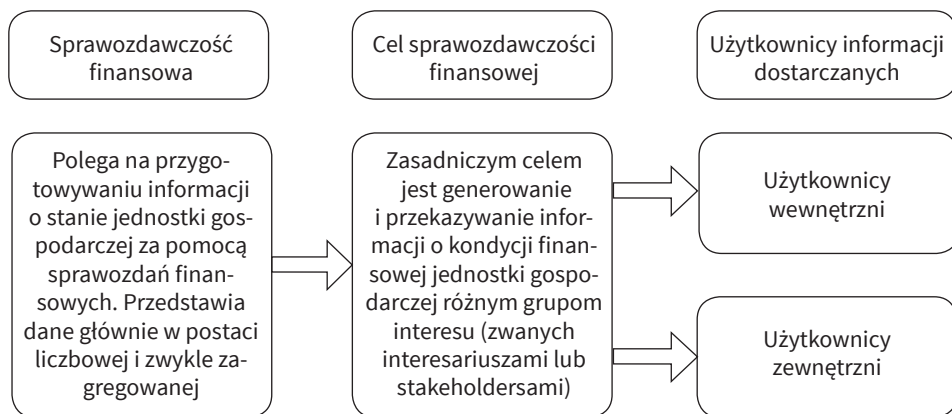 Sprawozdawczość
finansowa
Cel sprawozdawczości
finansowej
Użytkownicy informacji
dostarczanych
Polega na przygo-
towywaniu informacji
o stanie jednostki gos-
podarczej za pomocą
sprawozdań finan-
sowych. Przedstawia
dane głównie w postaci
liczbowej i zwykle za-
gregowanej
Zasadniczym celem
jest generowanie
i przekazywanie infor-
macji o kondycji finan-
sowej jednostki gospo-
darczej różnym grupom
interesu (zwanych
interesariuszami lub
stakeholdersami)
Użytkownicy
wewnętrzni
Użytkownicy
zewnętrzni